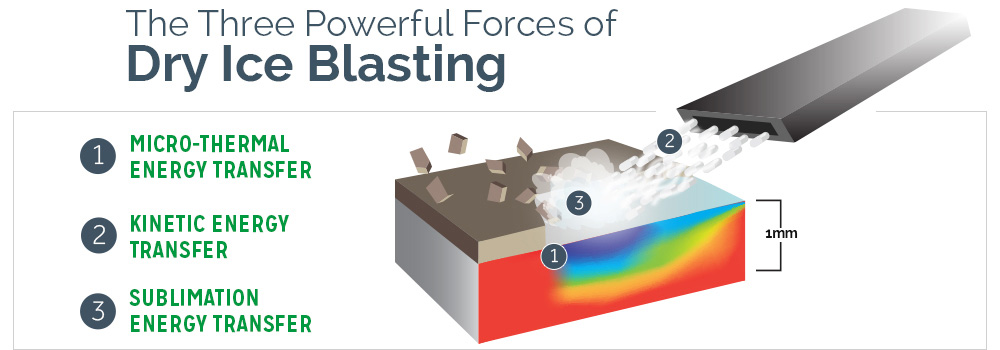 The Three Powerful Forces of
Dry Ice Blasting
1
MICRO-THERMAL
ENERGY TRANSFER
2
KINETIC ENERGY
TRANSFER
3
SUBLIMATION
ENERGY TRANSFER
2
3
1
1mm